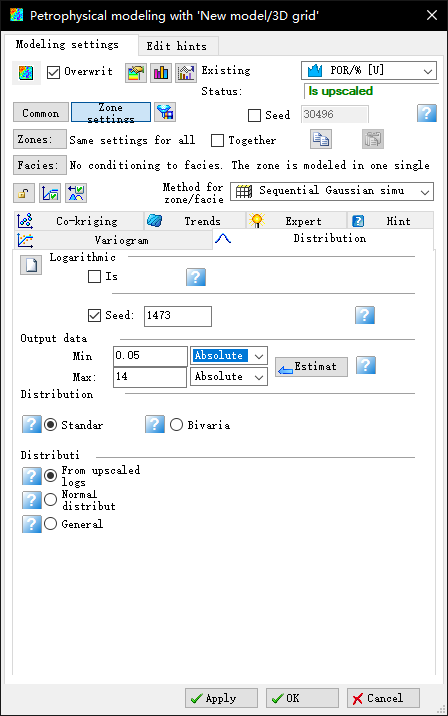 Petrophysical modeling with 'New model/3D grid'
Modeling settings
Edit hints
Overwrit
Existing
POR/% [U]
Status:
Is upscaled
Common
Zone settings
Seed
30496
Zones:
Same settings for all
Together
Facies:
No conditioning to facies. The zone is modeled in one single
Method for zone/facie
Sequential Gaussian simu
Co-kriging
Trends
Expert
Hint
Variogram
Distribution
Logarithmic
Is
Seed:
1473
Output data
Min
0.05
Absolute
Estimat
Max:
14
Absolute
Distribution
Standar
Bivaria
Distributi
From upscaled
logs
Normal
distribut
General
Apply
OK
Cancel